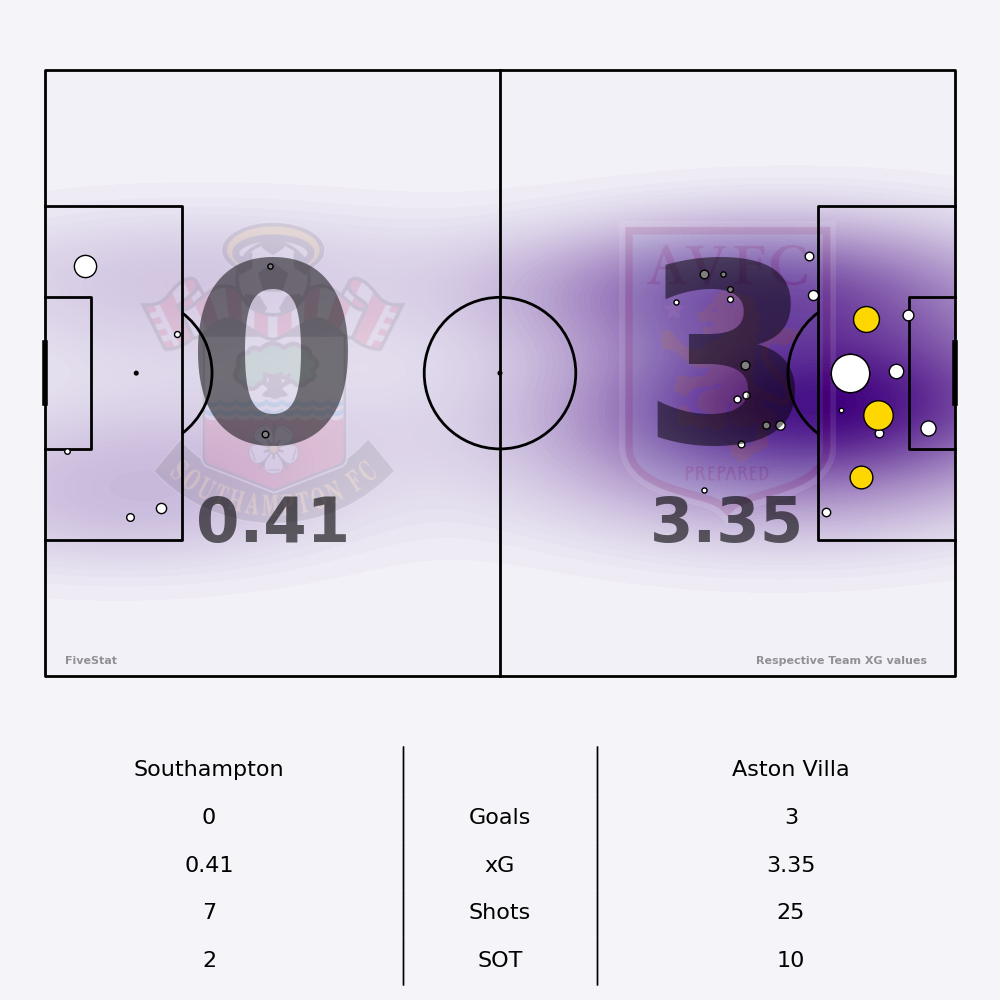 AVFC
0
3
PREPARED
SOUTHAMPTON FC
0.41
3.35
FiveStat
Respective Team XG values
Southampton
Aston Villa
0
Goals
3
0.41
xG
3.35
7
Shots
25
2
SOT
10